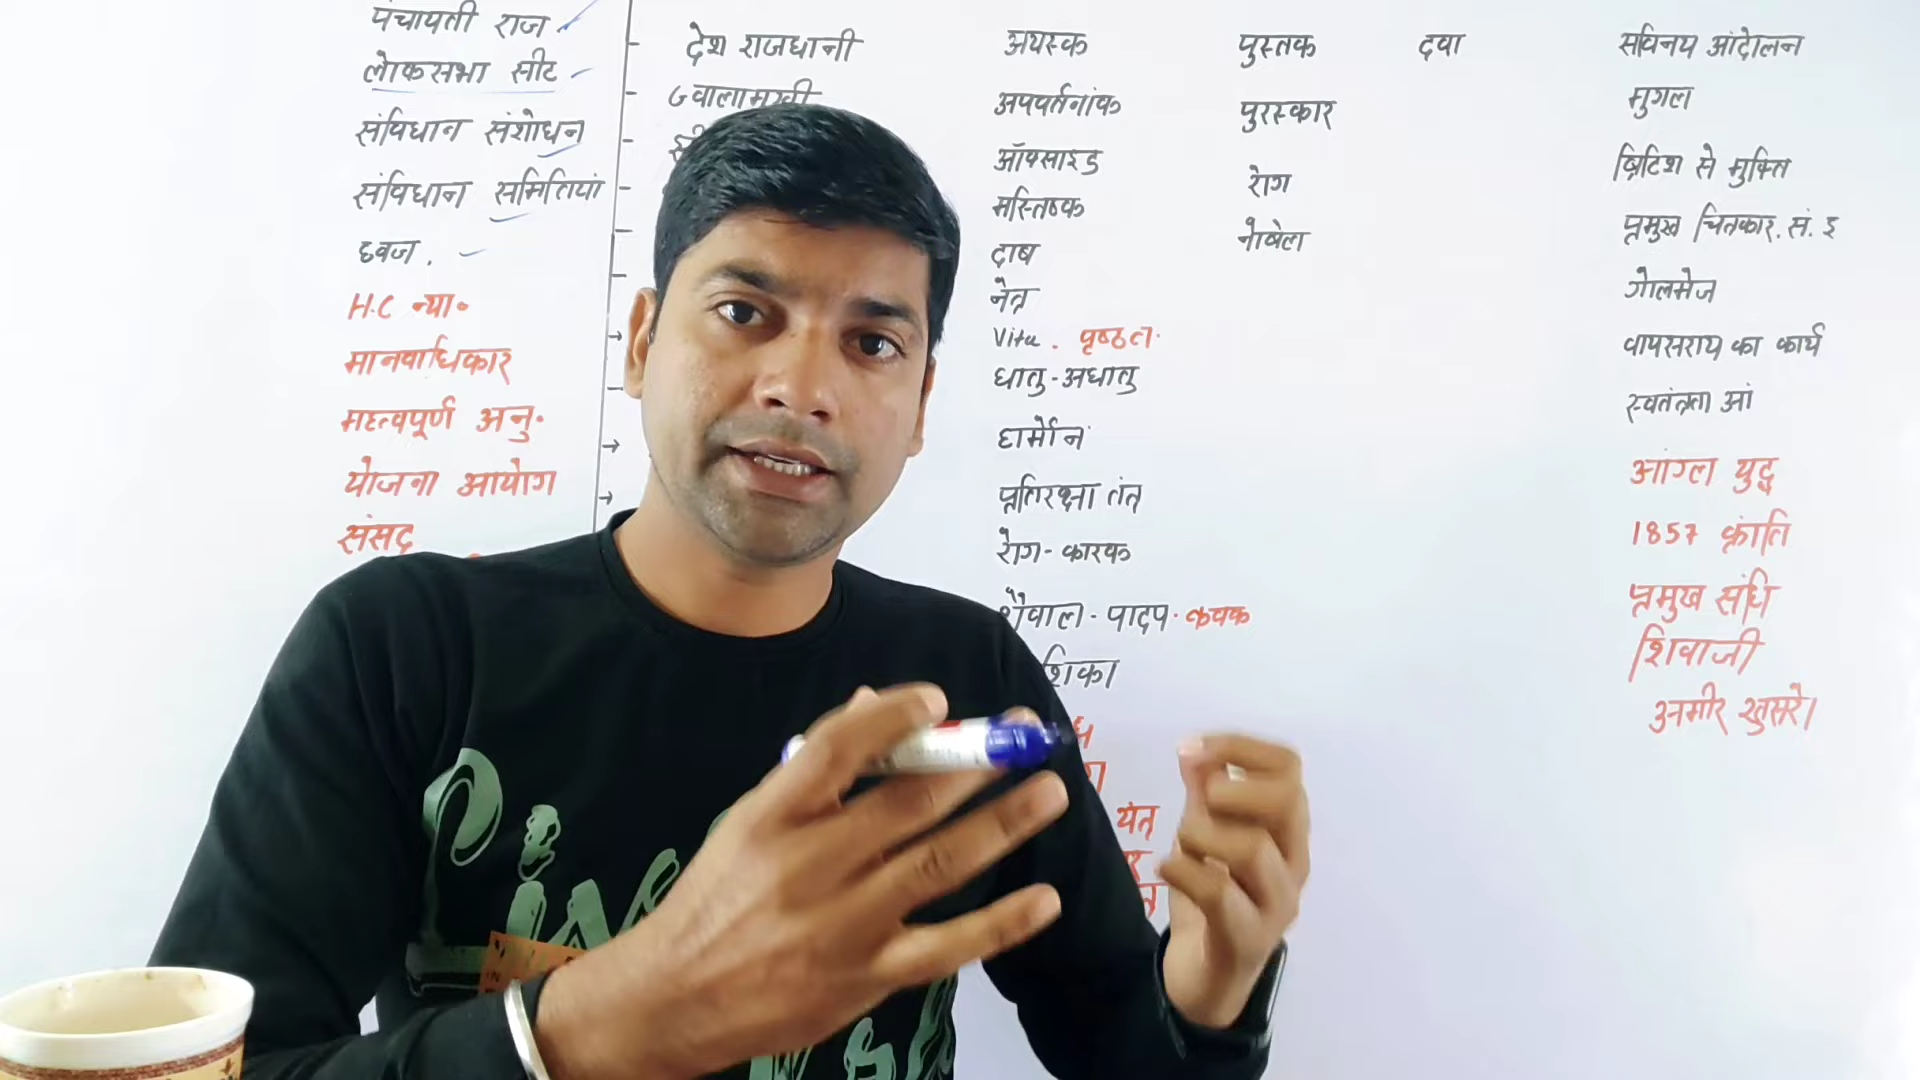 पंचायती राज
लोकसभा सीट
संविधान संशोधन
संविधान समितियां
ध्वज .
H.C न्या॰
मानवाधिकार
महत्वपूर्ण अनु॰
योजना आयोग
संसद
देश राजधानी
ज्वालामुखी
अयस्क
अपवर्तनांक
ऑक्साइड
मस्तिष्क
दाब
नेत्र
Vita . पृष्ठत॰
धातु - अधातु
हार्मोन
प्रतिरक्षा तंत्र
रोग - कारक
शैवाल - पादप . कवक
शिका
यंत्र
पुस्तक
पुरस्कार
रोग
नोबेल
दवा
सविनय आंदोलन
मुगल
ब्रिटिश से मुक्ति
प्रमुख चित्रकार. सं. इ
गोलमेज
वायसराय का कार्य
स्वतंत्रता आं
आंग्ल युद्ध
1857 क्रांति
प्रमुख संधि
शिवाजी
अमीर खुसरो